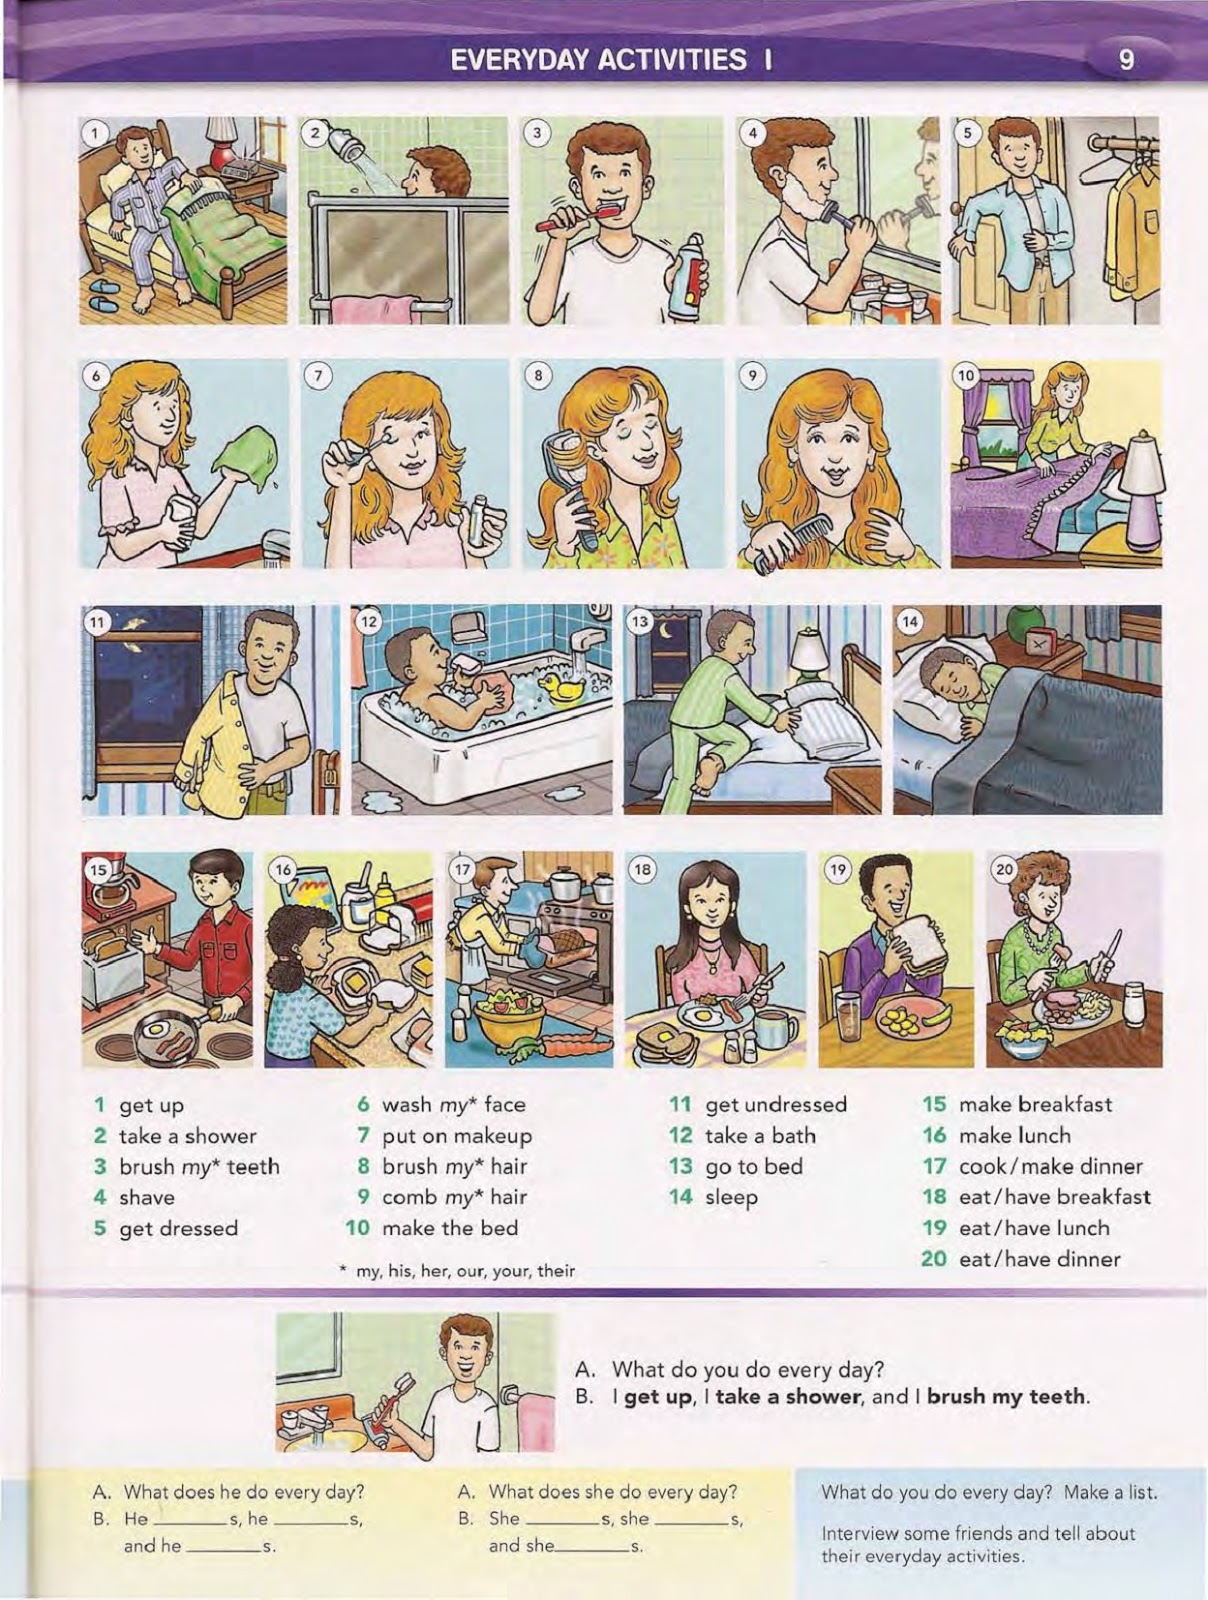 EVERYDAY ACTIVITIES I
9
1
2
3
4
5
6
7
8
9
10
11
12
13
14
15
16
17
18
19
20
1 get up
2 take a shower
3 brush my* teeth
4 shave
5 get dressed
6 wash my* face
7 put on makeup
8 brush my* hair
9 comb my* hair
10 make the bed
* my, his, her, our, your, their
11 get undressed
12 take a bath
13 go to bed
14 sleep
15 make breakfast
16 make lunch
17 cook/make dinner
18 eat/have breakfast
19 eat/have lunch
20 eat/have dinner
A. What do you do every day?
B. I get up, I take a shower, and I brush my teeth.
A. What does he do every day?
B. He ________s, he ________s,
and he ________s.
A. What does she do every day?
B. She ________s, she ________s,
and she________s.
What do you do every day? Make a list.
Interview some friends and tell about
their everyday activities.